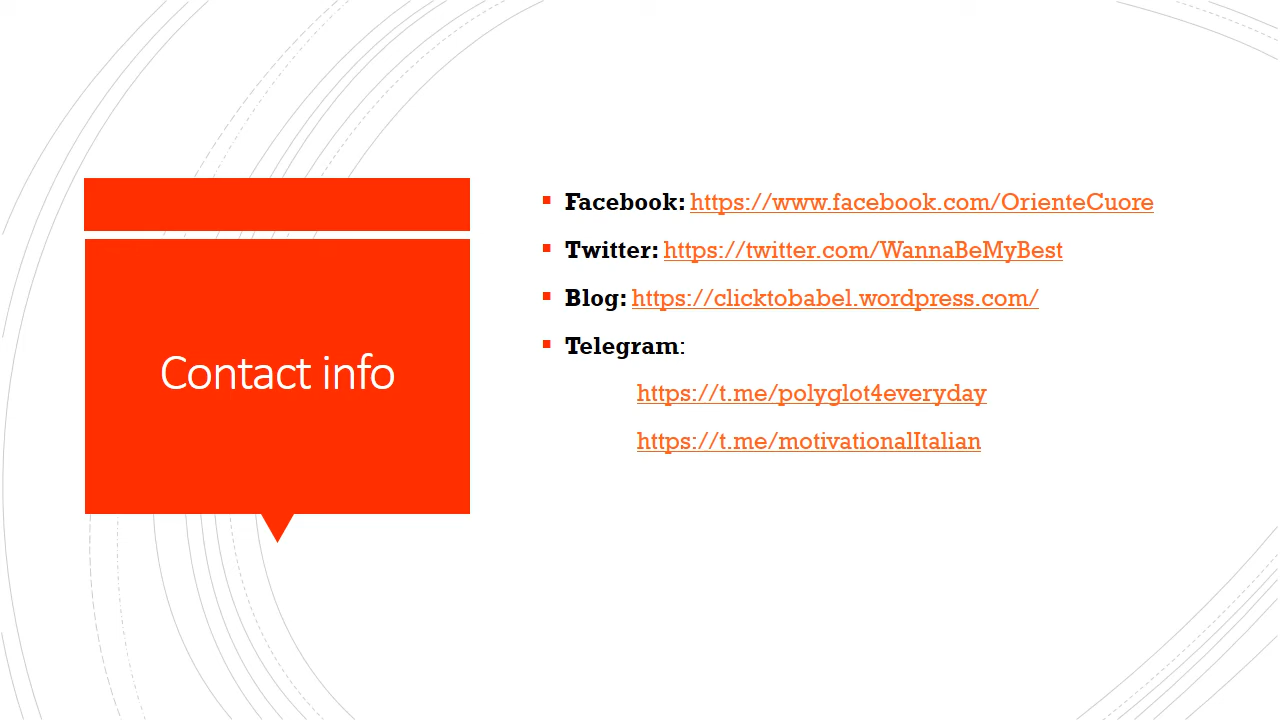 Contact info
Facebook: https://www.facebook.com/OrienteCuore
Twitter: https://twitter.com/WannaBeMyBest
Blog: https://clicktobabel.wordpress.com/
Telegram:
https://t.me/polyglot4everyday
https://t.me/motivationalItalian